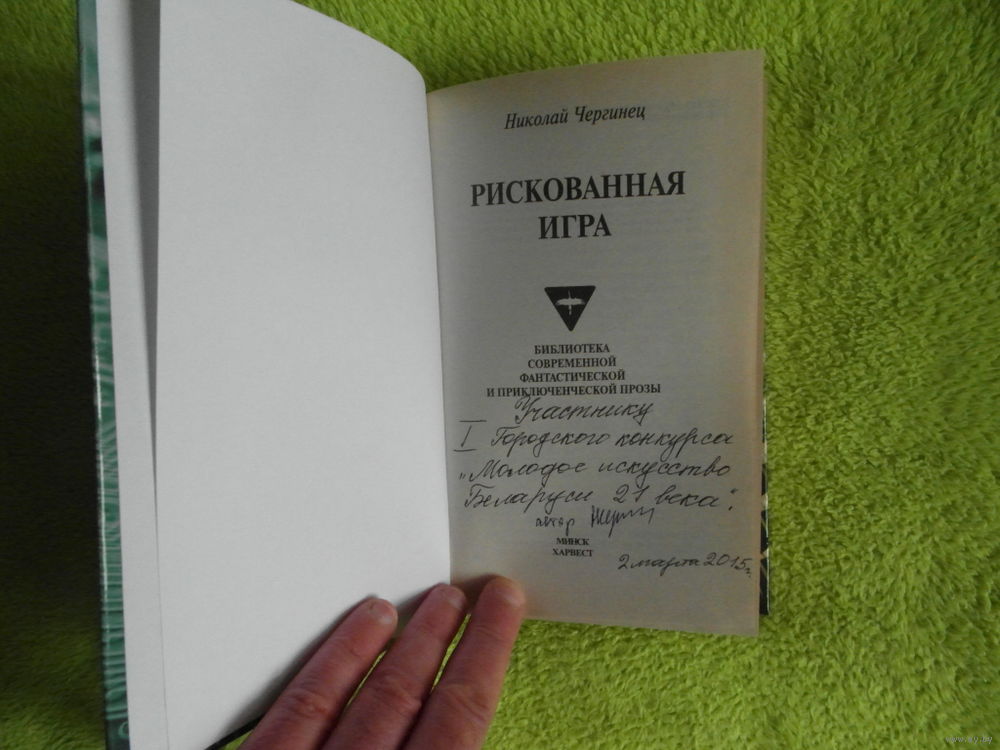 Николай Чергинец
РИСКОВАННАЯ
ИГРА
БИБЛИОТЕКА
СОВРЕМЕННОЙ
ФАНТАСТИЧЕСКОЙ
И ПРИКЛЮЧЕНЧЕСКОЙ ПРОЗЫ
Участнику
I Городского конкурса
„Молодое искусство
Беларуси 21 века".
автор
МИНСК
ХАРВЕСТ
2 марта 2015г.